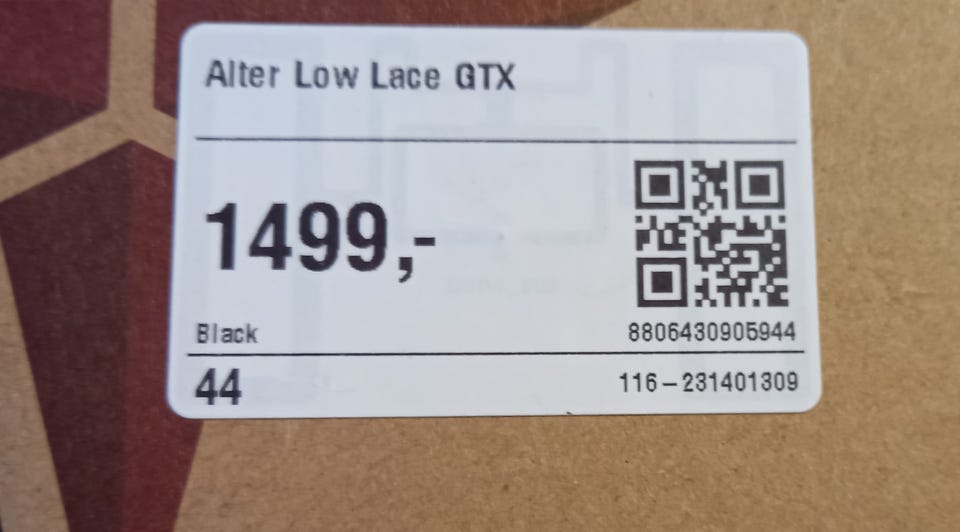 Alter Low Lace GTX
1499,-
Black
8806430905944
44
116-231401309